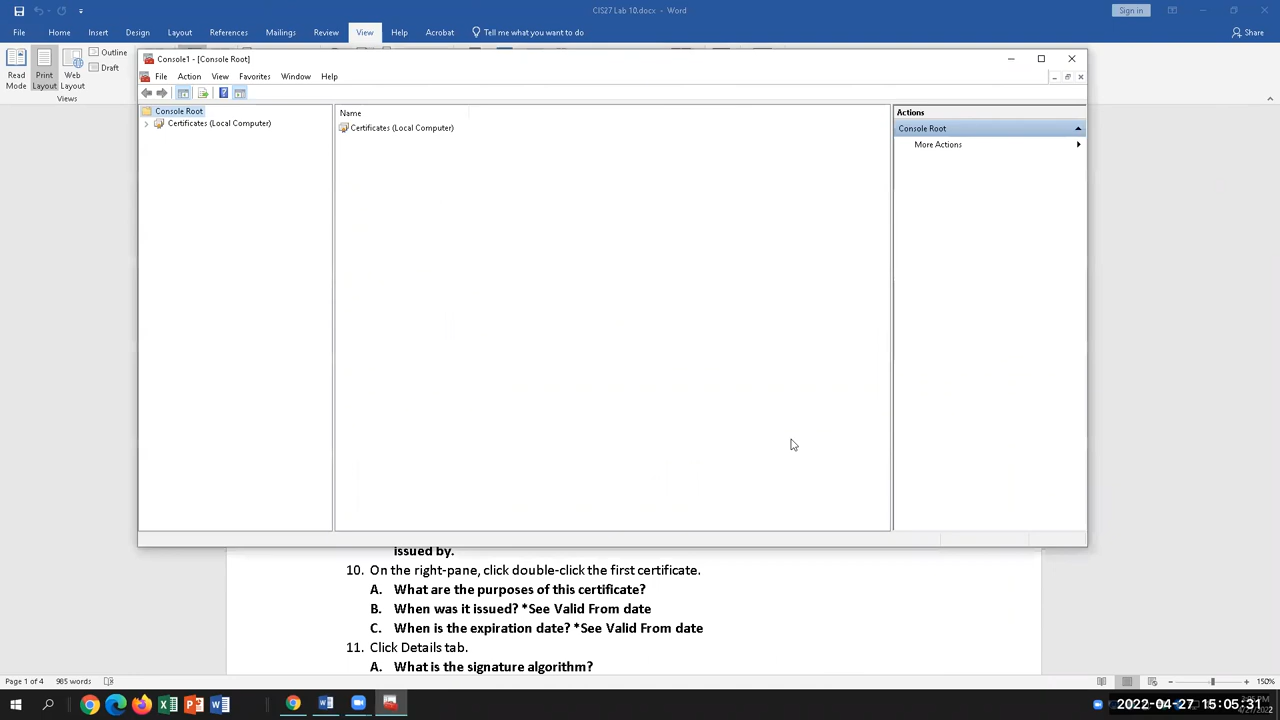 CIS27 Lab 10.docx - Word
Sign in
File Home Insert Design Layout References Mailings Review View Help Acrobat Tell me what you want to do
Share
Read Mode
Print Layout
Web Layout
Outline
Draft
Views
Console1 - [Console Root]
File Action View Favorites Window Help
Console Root
Certificates (Local Computer)
Name
Certificates (Local Computer)
Actions
Console Root
More Actions
issued by.
10. On the right-pane, click double-click the first certificate.
A. What are the purposes of this certificate?
B. When was it issued? *See Valid From date
C. When is the expiration date? *See Valid From date
11. Click Details tab.
A. What is the signature algorithm?
Page 1 of 4 985 words
150%
2022-04-27 15:05:31